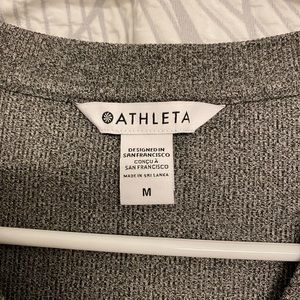 ATHLETA
DESIGNED IN
SAN FRANCISCO
CONÇU À
SAN FRANCISCO
MADE IN SRI LANKA
M